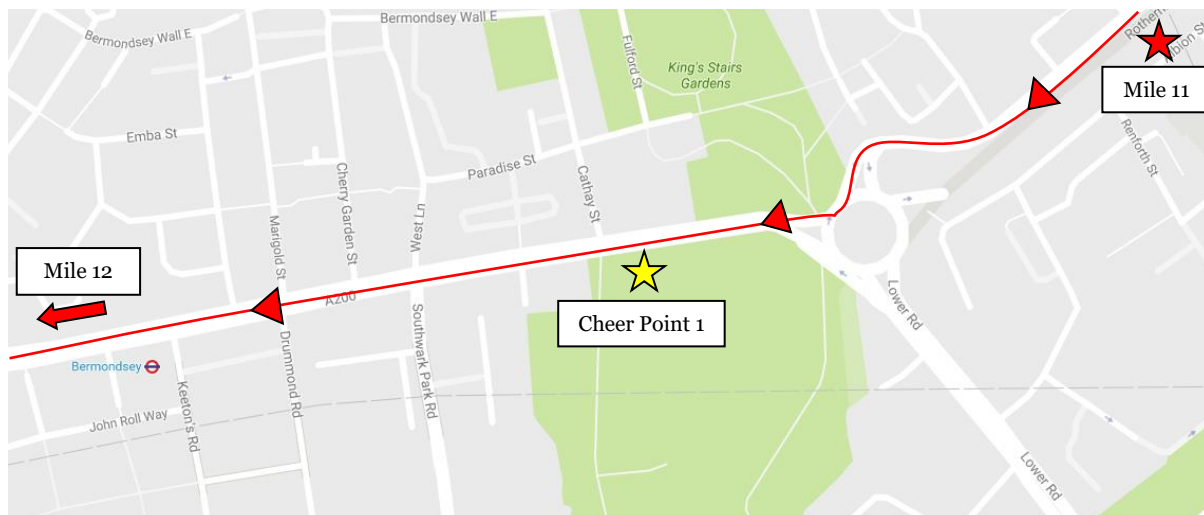 Bermondsey Wall E
Bermondsey Wall E
Fulford St
King's Stairs
Gardens
Albion St
Mile 11
Renforth St
Emba St
Paradise St
Cherry Garden St
Cathay St
West Ln
Marigold St
Mile 12
A200
Cheer Point 1
Lower Rd
Bermondsey
Drummond Rd
Southwark Park Rd
Keeton's Rd
John Roll Way
Lower Rd